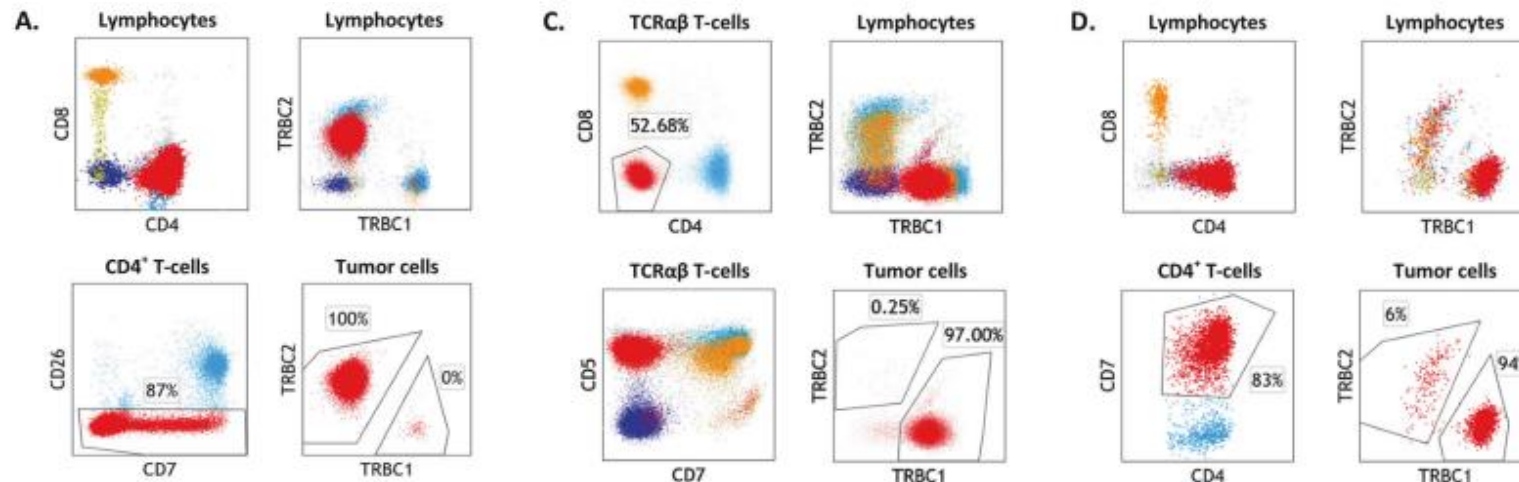 A.
Lymphocytes
CD8
CD4
Lymphocytes
TRBC2
TRBC1
CD4⁺ T-cells
CD26
87%
CD7
Tumor cells
100%
TRBC2
0%
TRBC1
C.
TCRαβ T-cells
CD8
52.68%
CD4
Lymphocytes
TRBC2
TRBC1
TCRαβ T-cells
CD5
CD7
Tumor cells
0.25%
97.00%
TRBC2
TRBC1
D.
Lymphocytes
CD8
CD4
Lymphocytes
TRBC2
TRBC1
CD4⁺ T-cells
CD7
83%
CD4
Tumor cells
6%
TRBC2
94
TRBC1